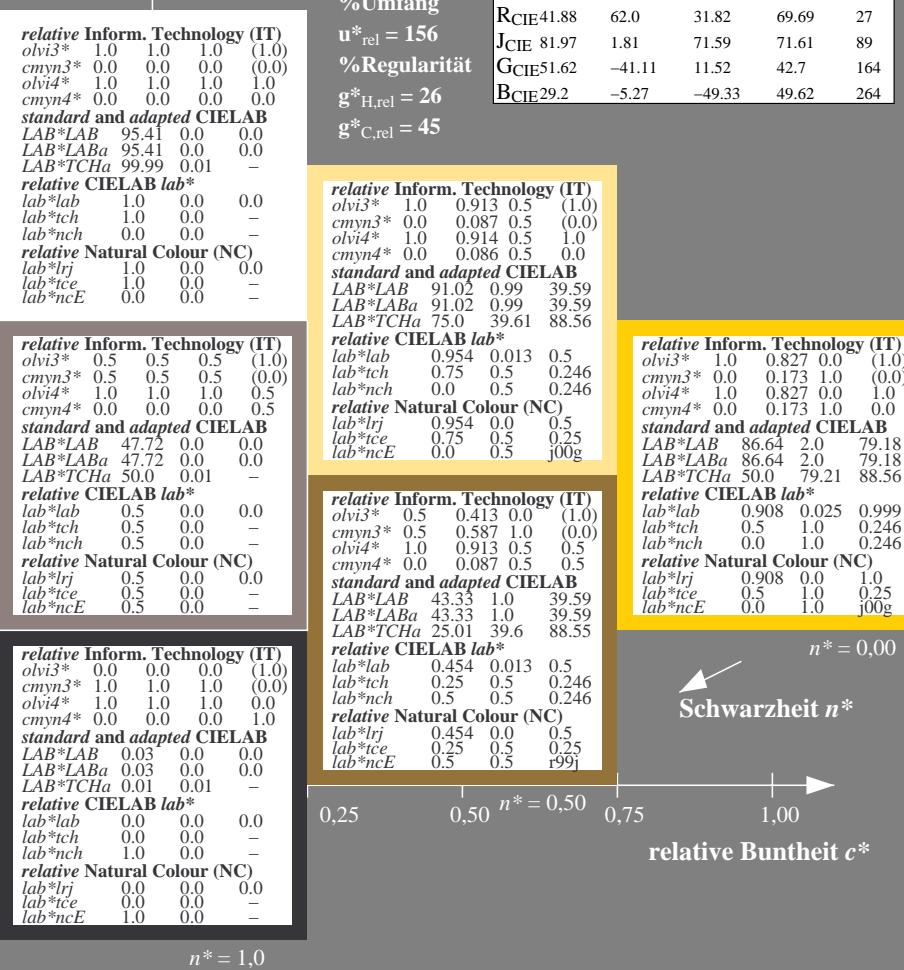 %Umfang
u*rel = 156
%Regularität
g*H,rel = 26
g*C,rel = 45
RCIE 41.88 62.0 31.82 69.69 27
JCIE 81.97 1.81 71.59 71.61 89
GCIE 51.62 −41.11 11.52 42.7 164
BCIE 29.2 −5.27 −49.33 49.62 264
relative Inform. Technology (IT)
olvi3* 1.0 1.0 1.0 (1.0)
cmyn3* 0.0 0.0 0.0 (0.0)
olvi4* 1.0 1.0 1.0 1.0
cmyn4* 0.0 0.0 0.0 0.0
standard and adapted CIELAB
LAB*LAB 95.41 0.0 0.0
LAB*LABa 95.41 0.0 0.0
LAB*TCHa 99.99 0.01 –
relative CIELAB lab*
lab*lab 1.0 0.0 0.0
lab*tch 1.0 0.0 –
lab*nch 0.0 0.0 –
relative Natural Colour (NC)
lab*lrj 1.0 0.0 0.0
lab*tce 1.0 0.0 –
lab*ncE 0.0 0.0 –
relative Inform. Technology (IT)
olvi3* 1.0 0.913 0.5 (1.0)
cmyn3* 0.0 0.087 0.5 (0.0)
olvi4* 1.0 0.914 0.5 1.0
cmyn4* 0.0 0.086 0.5 0.0
standard and adapted CIELAB
LAB*LAB 91.02 0.99 39.59
LAB*LABa 91.02 0.99 39.59
LAB*TCHa 75.0 39.61 88.56
relative CIELAB lab*
lab*lab 0.954 0.013 0.5
lab*tch 0.75 0.5 0.246
lab*nch 0.0 0.5 0.246
relative Natural Colour (NC)
lab*lrj 0.954 0.0 0.5
lab*tce 0.75 0.5 0.25
lab*ncE 0.0 0.5 j00g
relative Inform. Technology (IT)
olvi3* 0.5 0.5 0.5 (1.0)
cmyn3* 0.5 0.5 0.5 (0.0)
olvi4* 1.0 1.0 1.0 0.5
cmyn4* 0.0 0.0 0.0 0.5
standard and adapted CIELAB
LAB*LAB 47.72 0.0 0.0
LAB*LABa 47.72 0.0 0.0
LAB*TCHa 50.0 0.01 –
relative CIELAB lab*
lab*lab 0.5 0.0 0.0
lab*tch 0.5 0.0 –
lab*nch 0.5 0.0 –
relative Natural Colour (NC)
lab*lrj 0.5 0.0 0.0
lab*tce 0.5 0.0 –
lab*ncE 0.5 0.0 –
relative Inform. Technology (IT)
olvi3* 1.0 0.827 0.0 (1.0)
cmyn3* 0.0 0.173 1.0 (0.0)
olvi4* 1.0 0.827 0.0 1.0
cmyn4* 0.0 0.173 1.0 0.0
standard and adapted CIELAB
LAB*LAB 86.64 2.0 79.18
LAB*LABa 86.64 2.0 79.18
LAB*TCHa 50.0 79.21 88.56
relative CIELAB lab*
lab*lab 0.908 0.025 0.999
lab*tch 0.5 1.0 0.246
lab*nch 0.0 1.0 0.246
relative Natural Colour (NC)
lab*lrj 0.908 0.0 1.0
lab*tce 0.5 1.0 0.25
lab*ncE 0.0 1.0 j00g
relative Inform. Technology (IT)
olvi3* 0.5 0.413 0.0 (1.0)
cmyn3* 0.5 0.587 1.0 (0.0)
olvi4* 1.0 0.913 0.5 0.5
cmyn4* 0.0 0.087 0.5 0.5
standard and adapted CIELAB
LAB*LAB 43.33 1.0 39.59
LAB*LABa 43.33 1.0 39.59
LAB*TCHa 25.01 39.6 88.55
relative CIELAB lab*
lab*lab 0.454 0.013 0.5
lab*tch 0.25 0.5 0.246
lab*nch 0.5 0.5 0.246
relative Natural Colour (NC)
lab*lrj 0.454 0.0 0.5
lab*tce 0.25 0.5 0.25
lab*ncE 0.5 0.5 r99j
relative Inform. Technology (IT)
olvi3* 0.0 0.0 0.0 (1.0)
cmyn3* 1.0 1.0 1.0 (0.0)
olvi4* 1.0 1.0 1.0 0.0
cmyn4* 0.0 0.0 0.0 1.0
standard and adapted CIELAB
LAB*LAB 0.03 0.0 0.0
LAB*LABa 0.03 0.0 0.0
LAB*TCHa 0.01 0.01 –
relative CIELAB lab*
lab*lab 0.0 0.0 0.0
lab*tch 0.0 0.0 –
lab*nch 1.0 0.0 –
relative Natural Colour (NC)
lab*lrj 0.0 0.0 0.0
lab*tce 0.0 0.0 –
lab*ncE 1.0 0.0 –
n* = 0,00
Schwarzheit n*
n* = 0,50
0,25 0,50 0,75 1,00
relative Buntheit c*
n* = 1,0